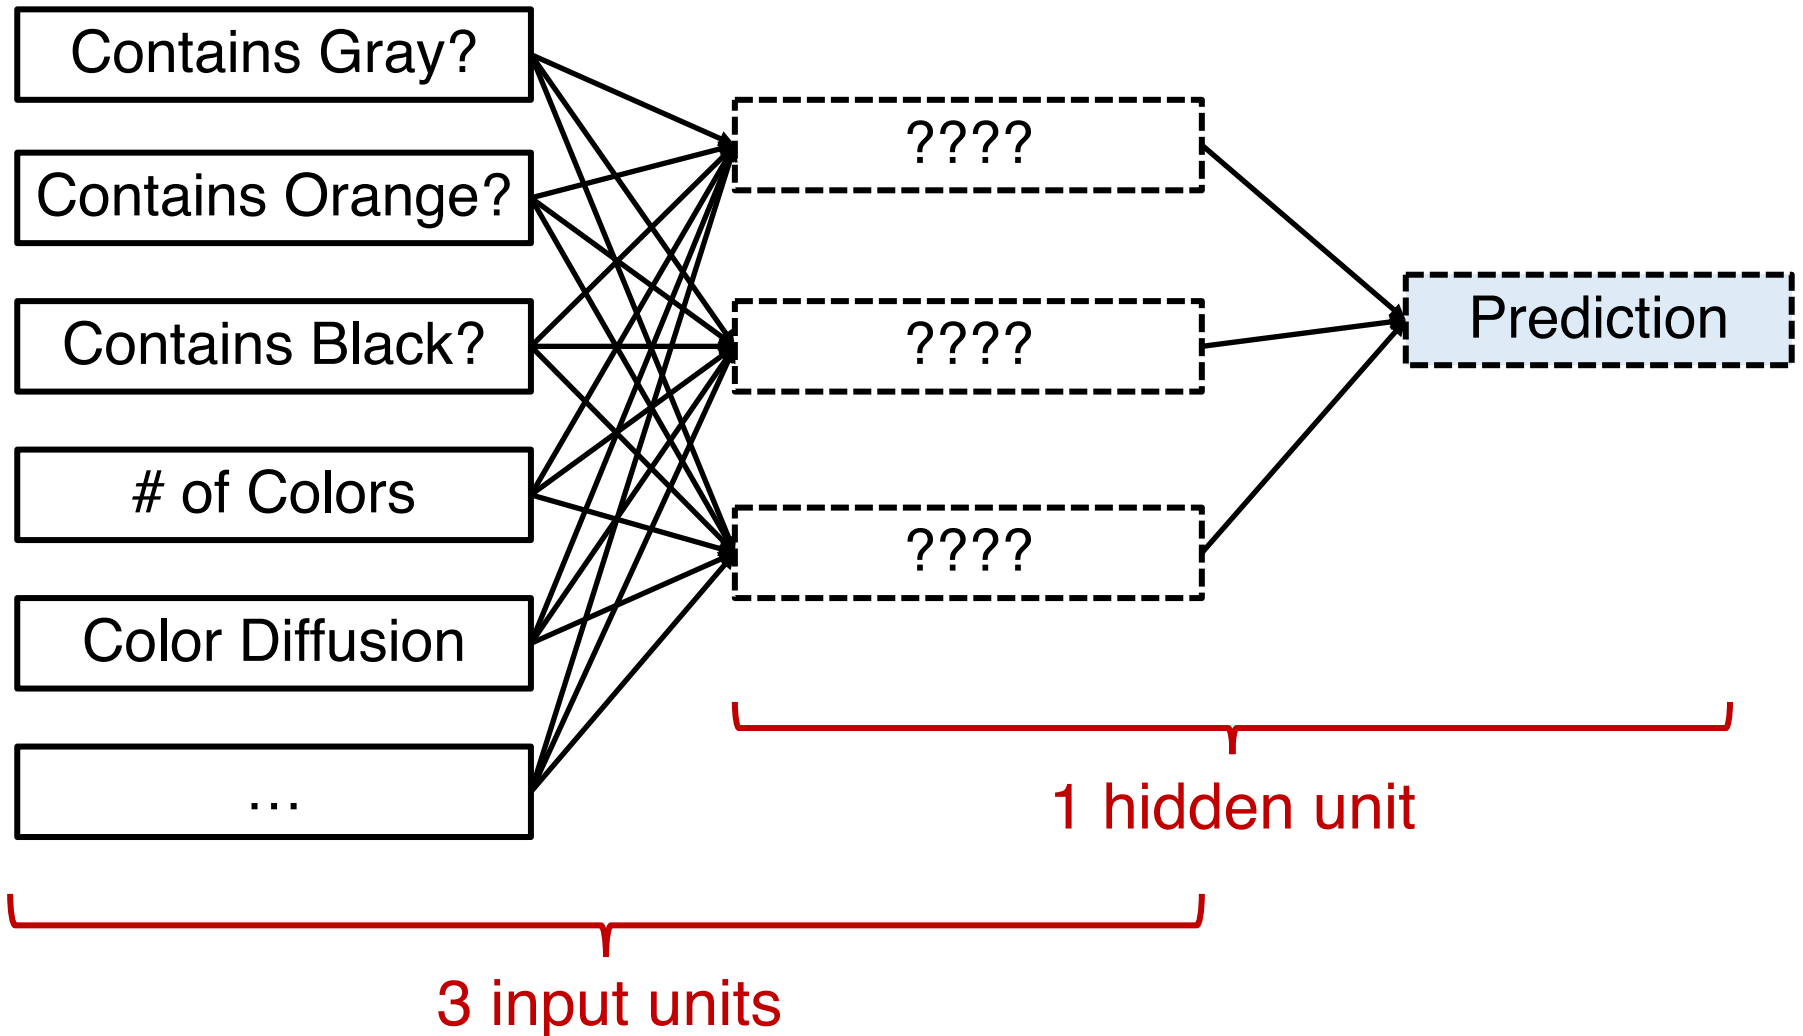 Contains Gray?
Contains Orange?
Contains Black?
# of Colors
Color Diffusion
…
????
????
????
Prediction
1 hidden unit
3 input units